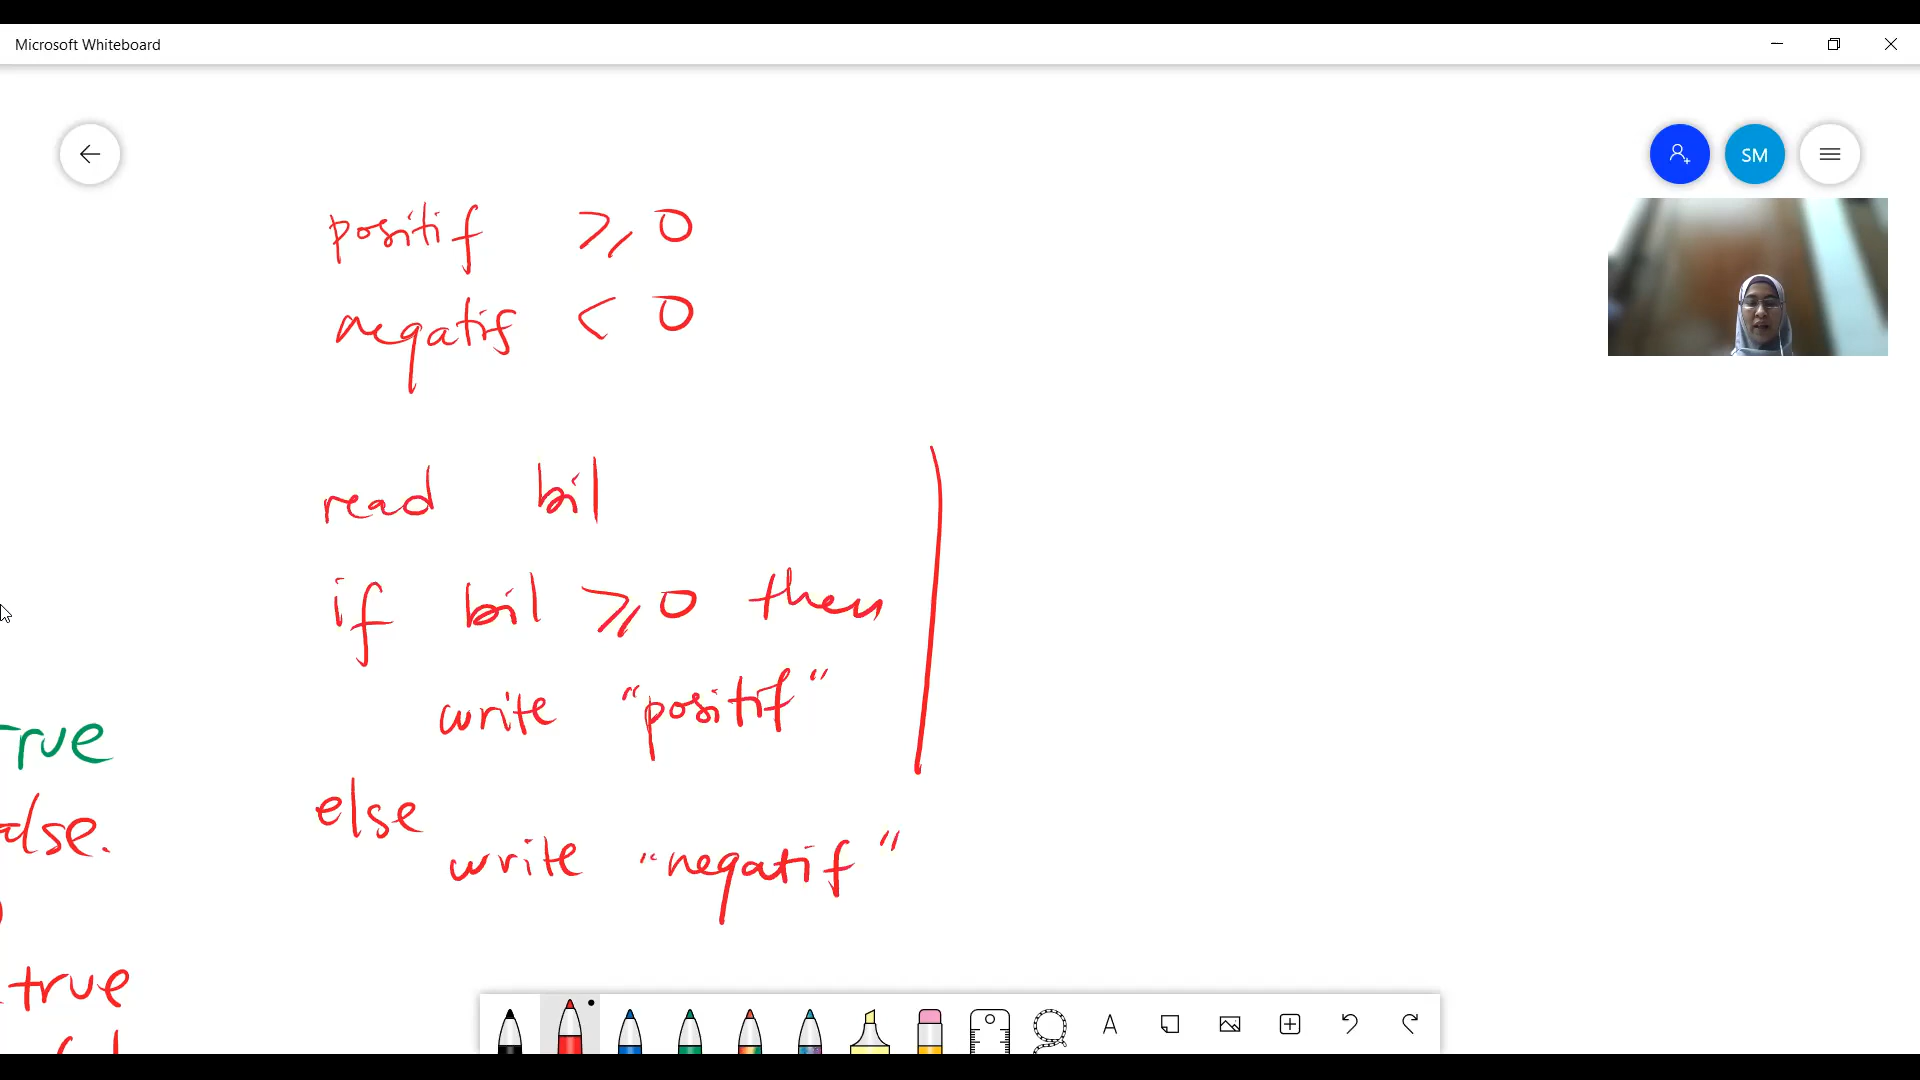 Microsoft Whiteboard
SM
positif ≥ 0
negatif < 0
read bil
if bil ≥ 0 then
write "positif"
else
write "negatif"
true
A